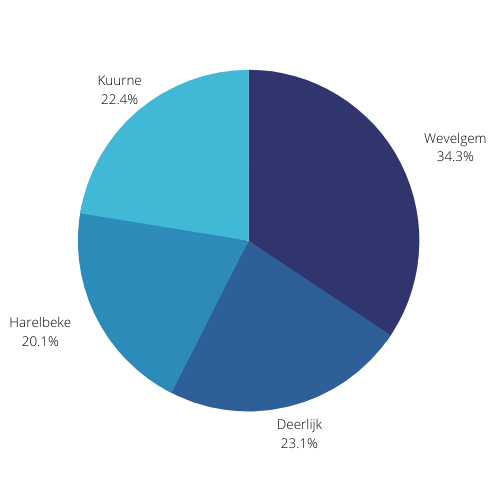 Kuurne
22.4%
Wevelgem
34.3%
Harelbeke
20.1%
Deerlijk
23.1%